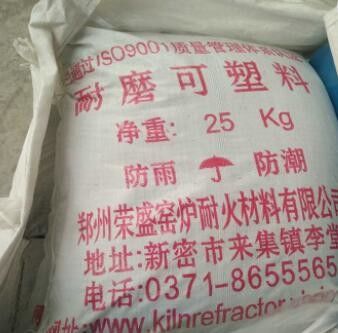 通过ISO9001质量管理体系
耐磨可塑料
净重: 25 Kg
防雨 防潮
郑州荣盛窑炉耐火材料有限公司
地址:新密市来集镇李堂
电话:0371-8655565
www.kilnrefractor